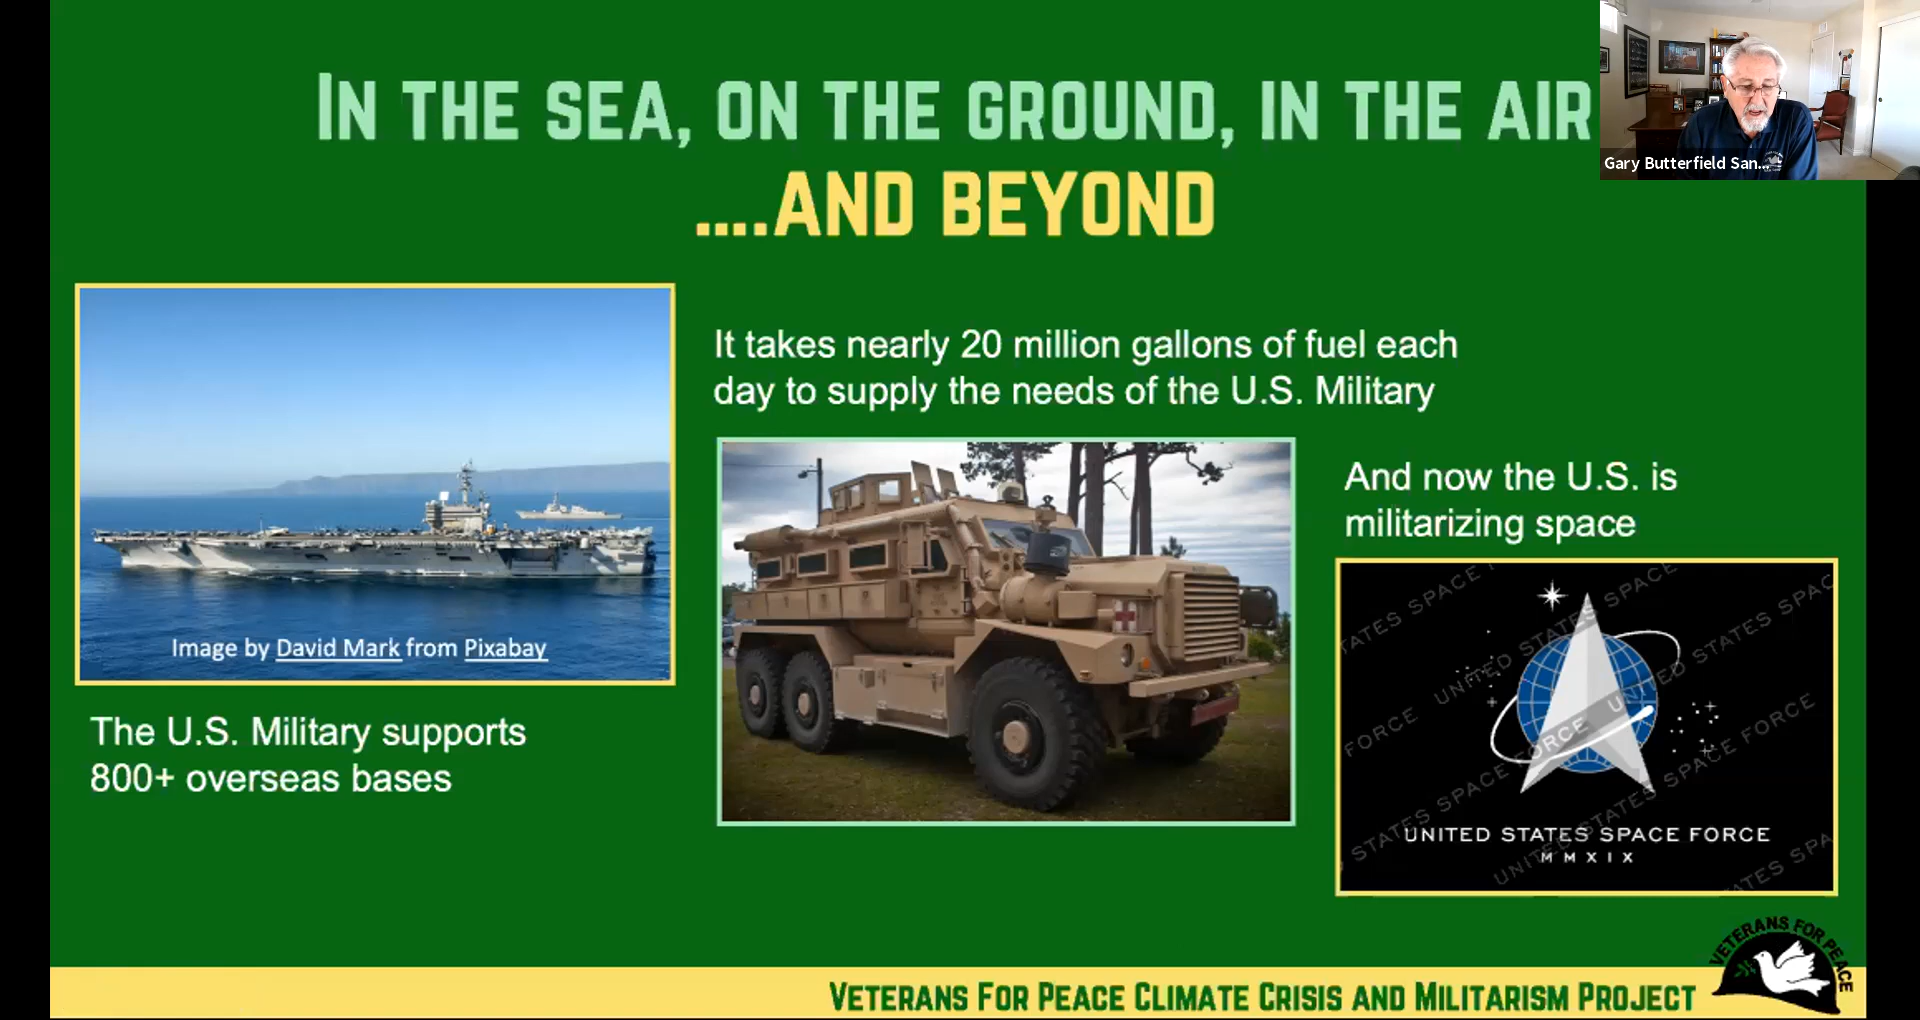 IN THE SEA, ON THE GROUND, IN THE AIR
....AND BEYOND
Gary Butterfield San...
It takes nearly 20 million gallons of fuel each
day to supply the needs of the U.S. Military
Image by David Mark from Pixabay
The U.S. Military supports
800+ overseas bases
And now the U.S. is
militarizing space
UNITED STATES SPACE FORCE
MMXIX
VETERANS FOR PEACE CLIMATE CRISIS AND MILITARISM PROJECT
VETERANS FOR PEACE